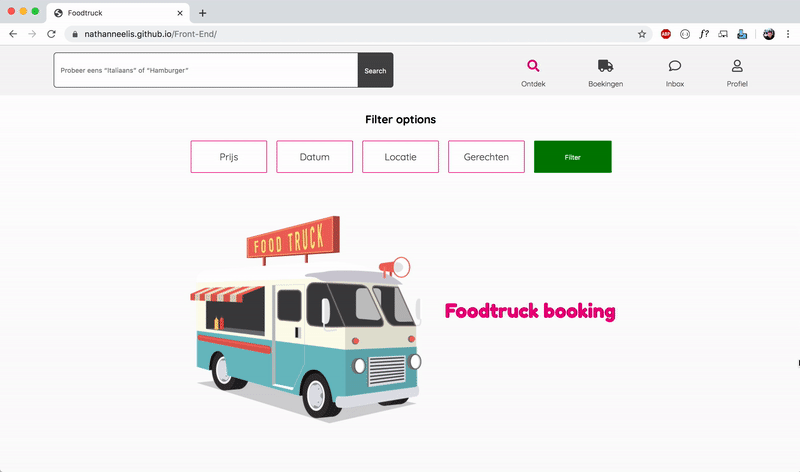 Foodtruck
nathanneelis.github.io/Front-End/
ABP
f?
Probeer eens “Italiaans” of “Hamburger”
Search
Ontdek
Boekingen
Inbox
Profiel
Filter options
Prijs
Datum
Locatie
Gerechten
Filter
FOOD TRUCK
Foodtruck booking